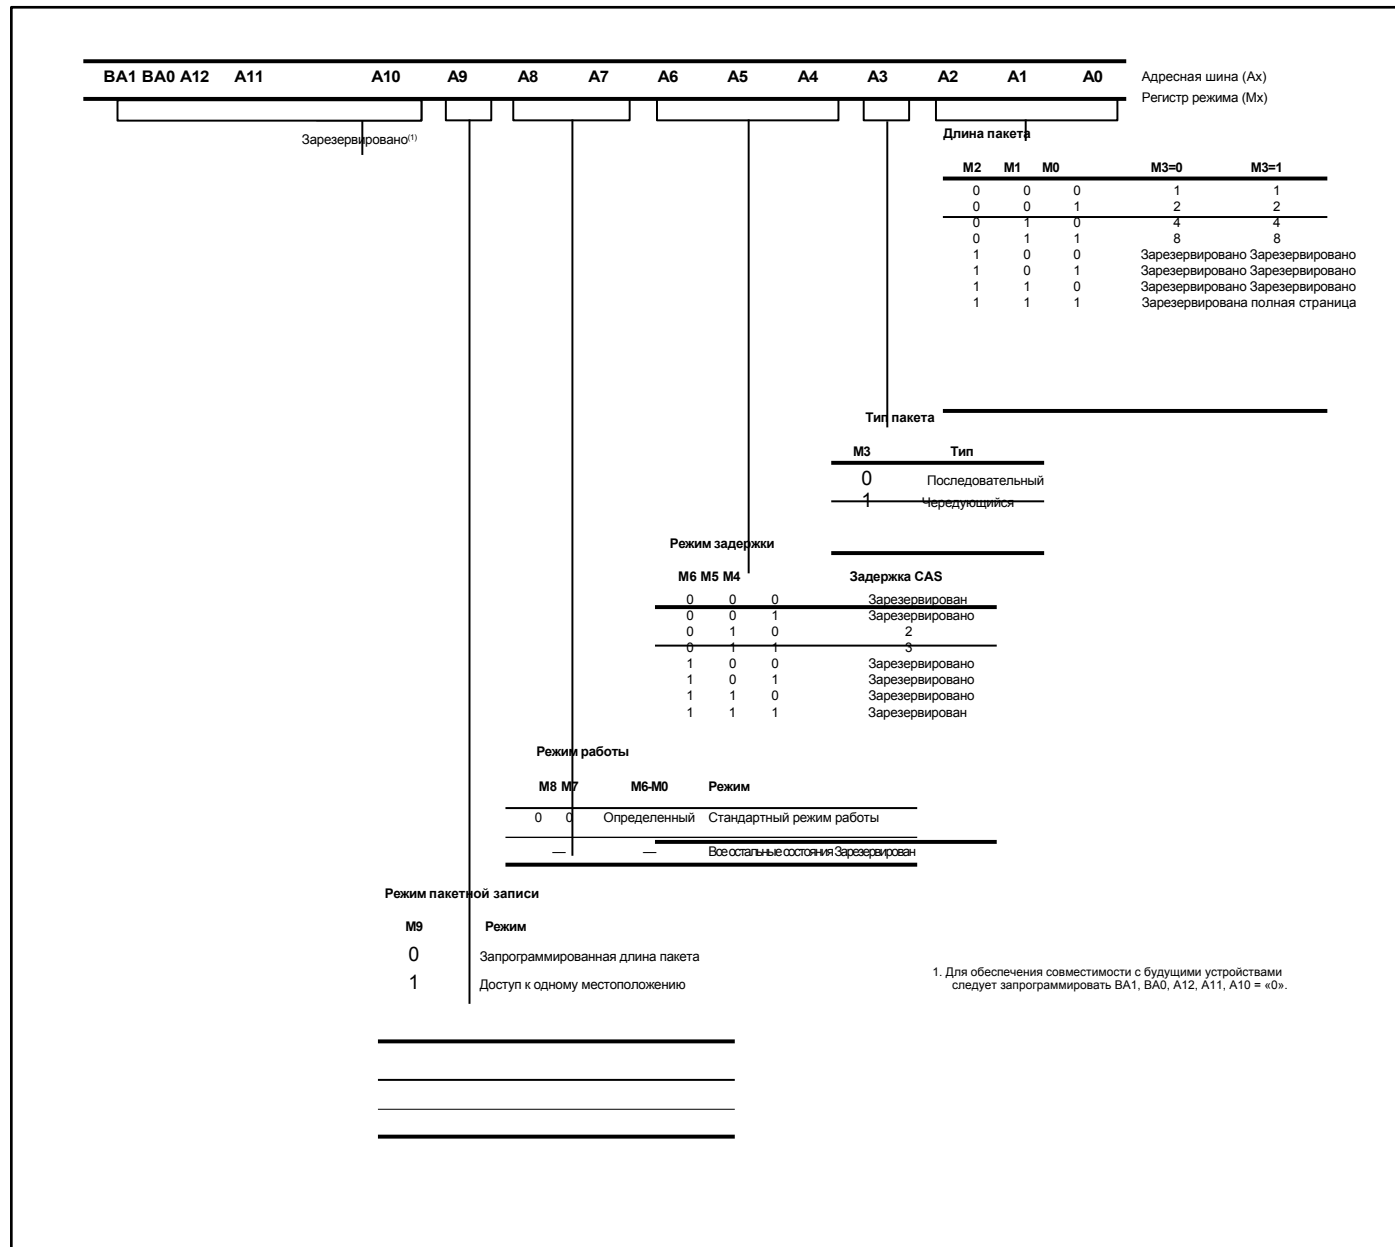 BA1 BA0 A12 A11 A10 A9 A8 A7 A6 A5 A4 A3 A2 A1 A0 Адресная шина (Ax)
Регистр режима (Mx)
Зарезервировано(1)
Длина пакета
M2 M1 M0 M3=0 M3=1
0 0 0 1 1
0 0 1 2 2
0 1 0 4 4
0 1 1 8 8
1 0 0 Зарезервировано Зарезервировано
1 0 1 Зарезервировано Зарезервировано
1 1 0 Зарезервировано Зарезервировано
1 1 1 Зарезервирована полная страница
Тип пакета
M3 Тип
0 Последовательный
1 Чередующийся
Режим задержки
M6 M5 M4 Задержка CAS
0 0 0 Зарезервирован
0 0 1 Зарезервировано
0 1 0 2
0 1 1 3
1 0 0 Зарезервировано
1 0 1 Зарезервировано
1 1 0 Зарезервировано
1 1 1 Зарезервирован
Режим работы
M8 M7 M6-M0 Режим
0 0 Определенный Стандартный режим работы
— — Все остальные состояния Зарезервирован
Режим пакетной записи
M9 Режим
0 Запрограммированная длина пакета
1 Доступ к одному местоположению
1. Для обеспечения совместимости с будущими устройствами
следует запрограммировать BA1, BA0, A12, A11, A10 = «0».